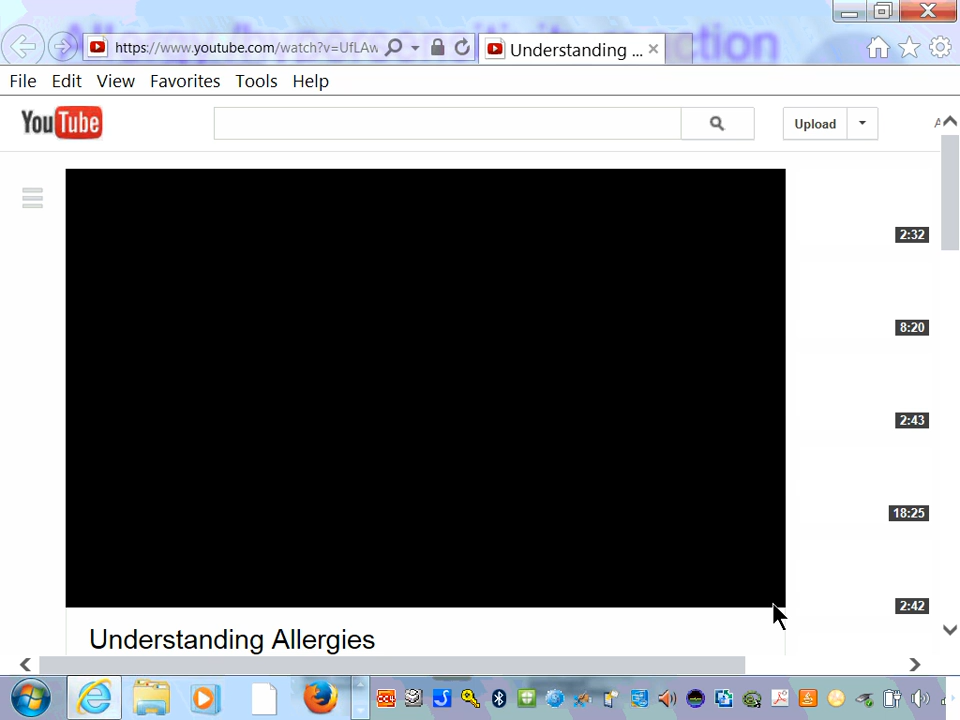 https://www.youtube.com/watch?v=UfLAw
Understanding ...
File Edit View Favorites Tools Help
YouTube
Upload
2:32
8:20
2:43
18:25
2:42
Understanding Allergies